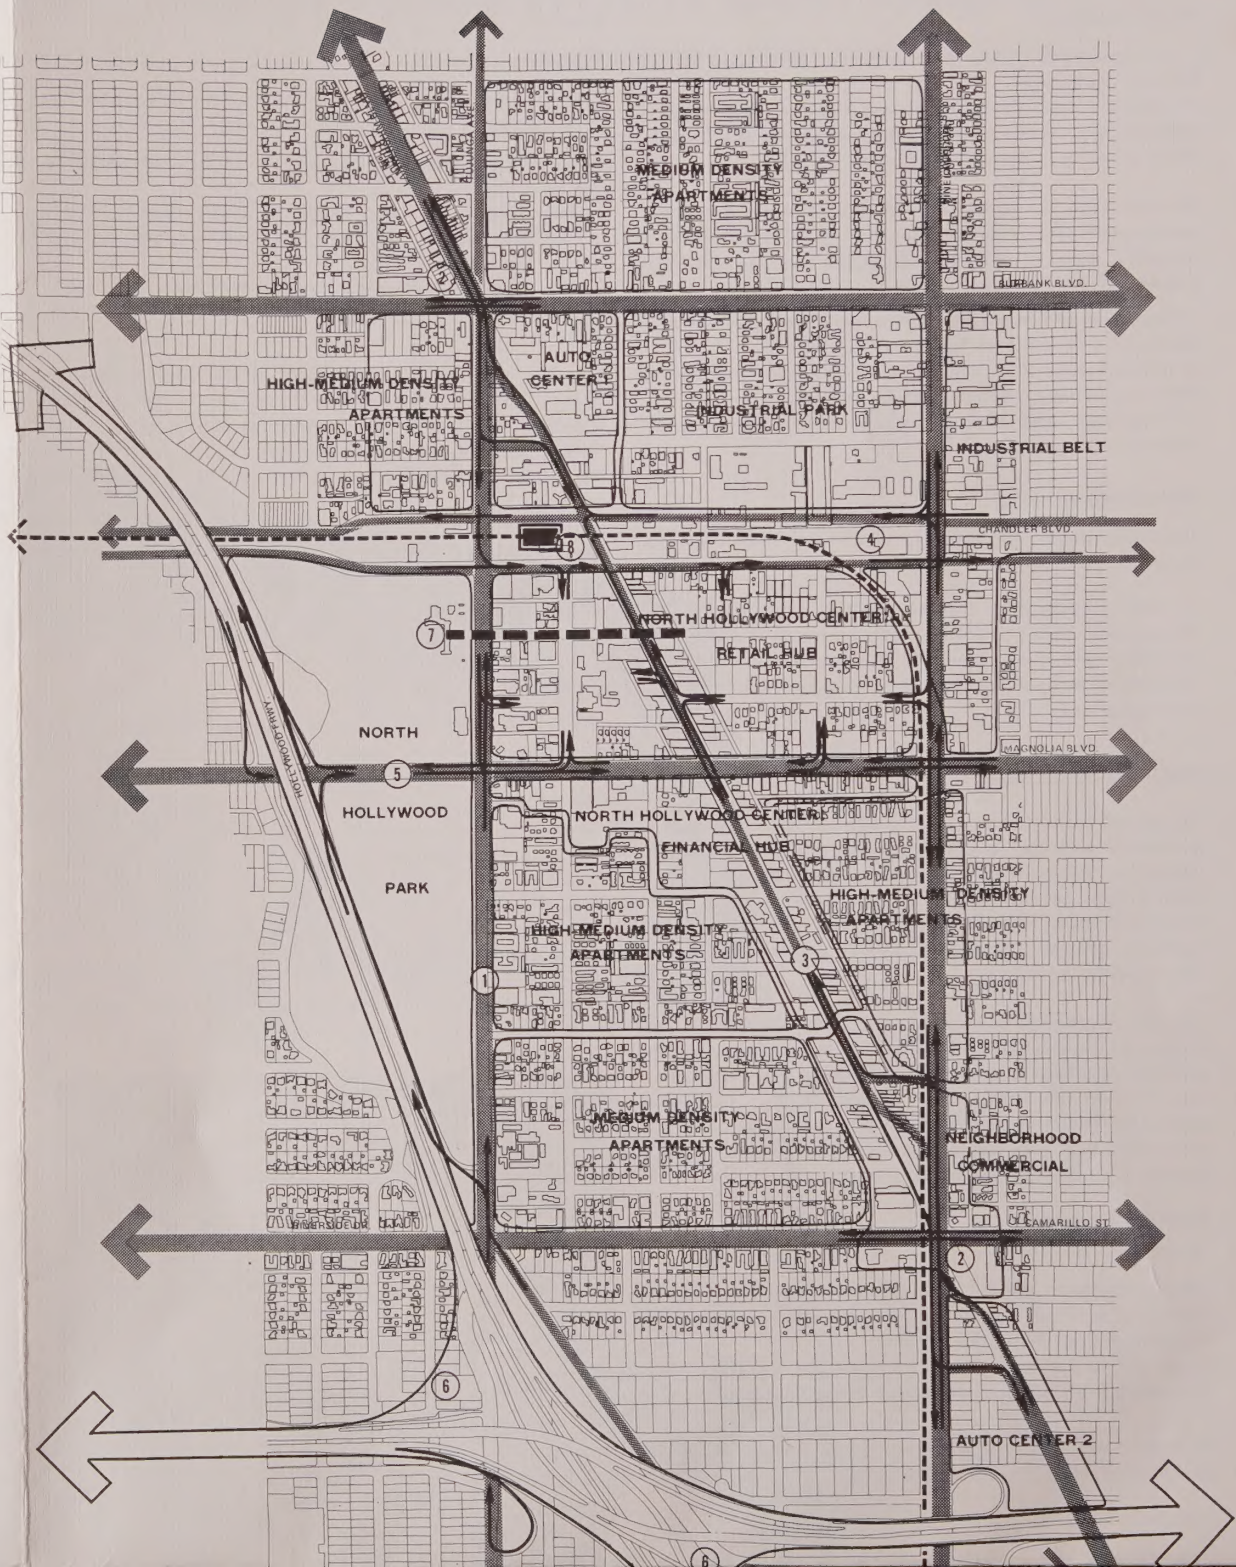 MEDIUM DENSITY
APARTMENTS
BURBANK BLVD.
AUTO
CENTER 1
HIGH-MEDIUM DENSITY
APARTMENTS
INDUSTRIAL PARK
INDUSTRIAL BELT
CHANDLER BLVD.
4
8
7
NORTH HOLLYWOOD CENTER:
RETAIL HUB
HOLLYWOOD FRWY.
NORTH
HOLLYWOOD
PARK
MAGNOLIA BLVD.
5
NORTH HOLLYWOOD CENTER:
FINANCIAL HUB
HIGH-MEDIUM DENSITY
APARTMENTS
HIGH-MEDIUM DENSITY
APARTMENTS
3
1
MEDIUM DENSITY
APARTMENTS
NEIGHBORHOOD
COMMERCIAL
RIVERSIDE DR.
CAMARILLO ST.
2
6
AUTO CENTER 2
6